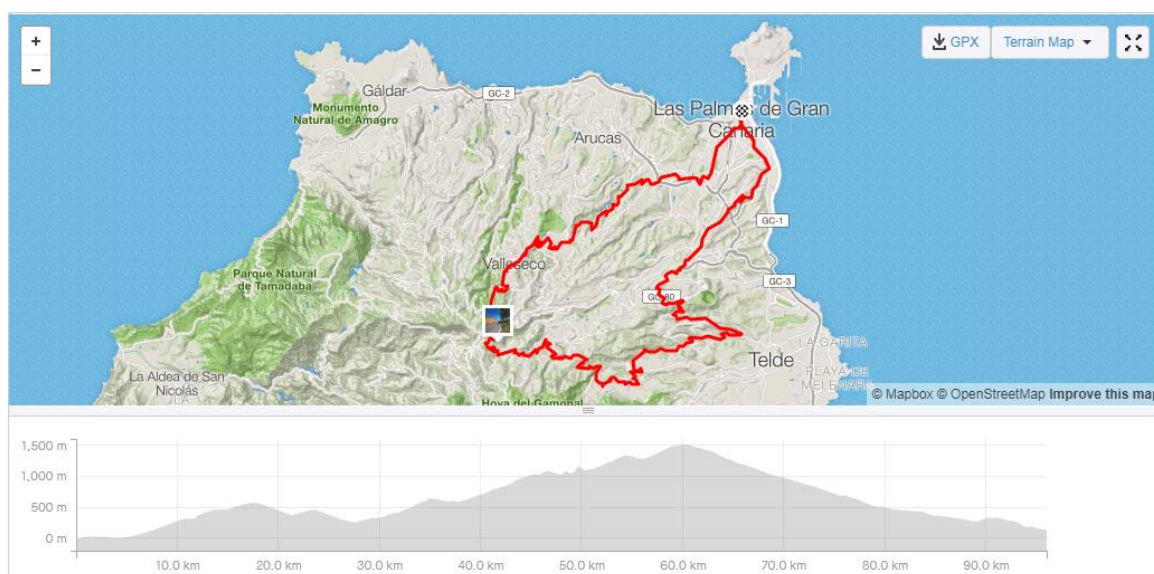 +
−
GPX
Terrain Map
Gáldar
GC-2
Monumento
Natural de Amagro
Las Palm de Gran
Canaria
Arucas
GC-1
Valleseco
Parque Natural
de Tamadaba
GC-3
GC-80
LA GARITA
Telde
PLAYA DE
MELENARA
La Aldea de San
Nicolás
LA
Hoya del Gamonal
© Mapbox © OpenStreetMap Improve this map
1,500 m
1,000 m
500 m
0 m
10.0 km 20.0 km 30.0 km 40.0 km 50.0 km 60.0 km 70.0 km 80.0 km 90.0 km